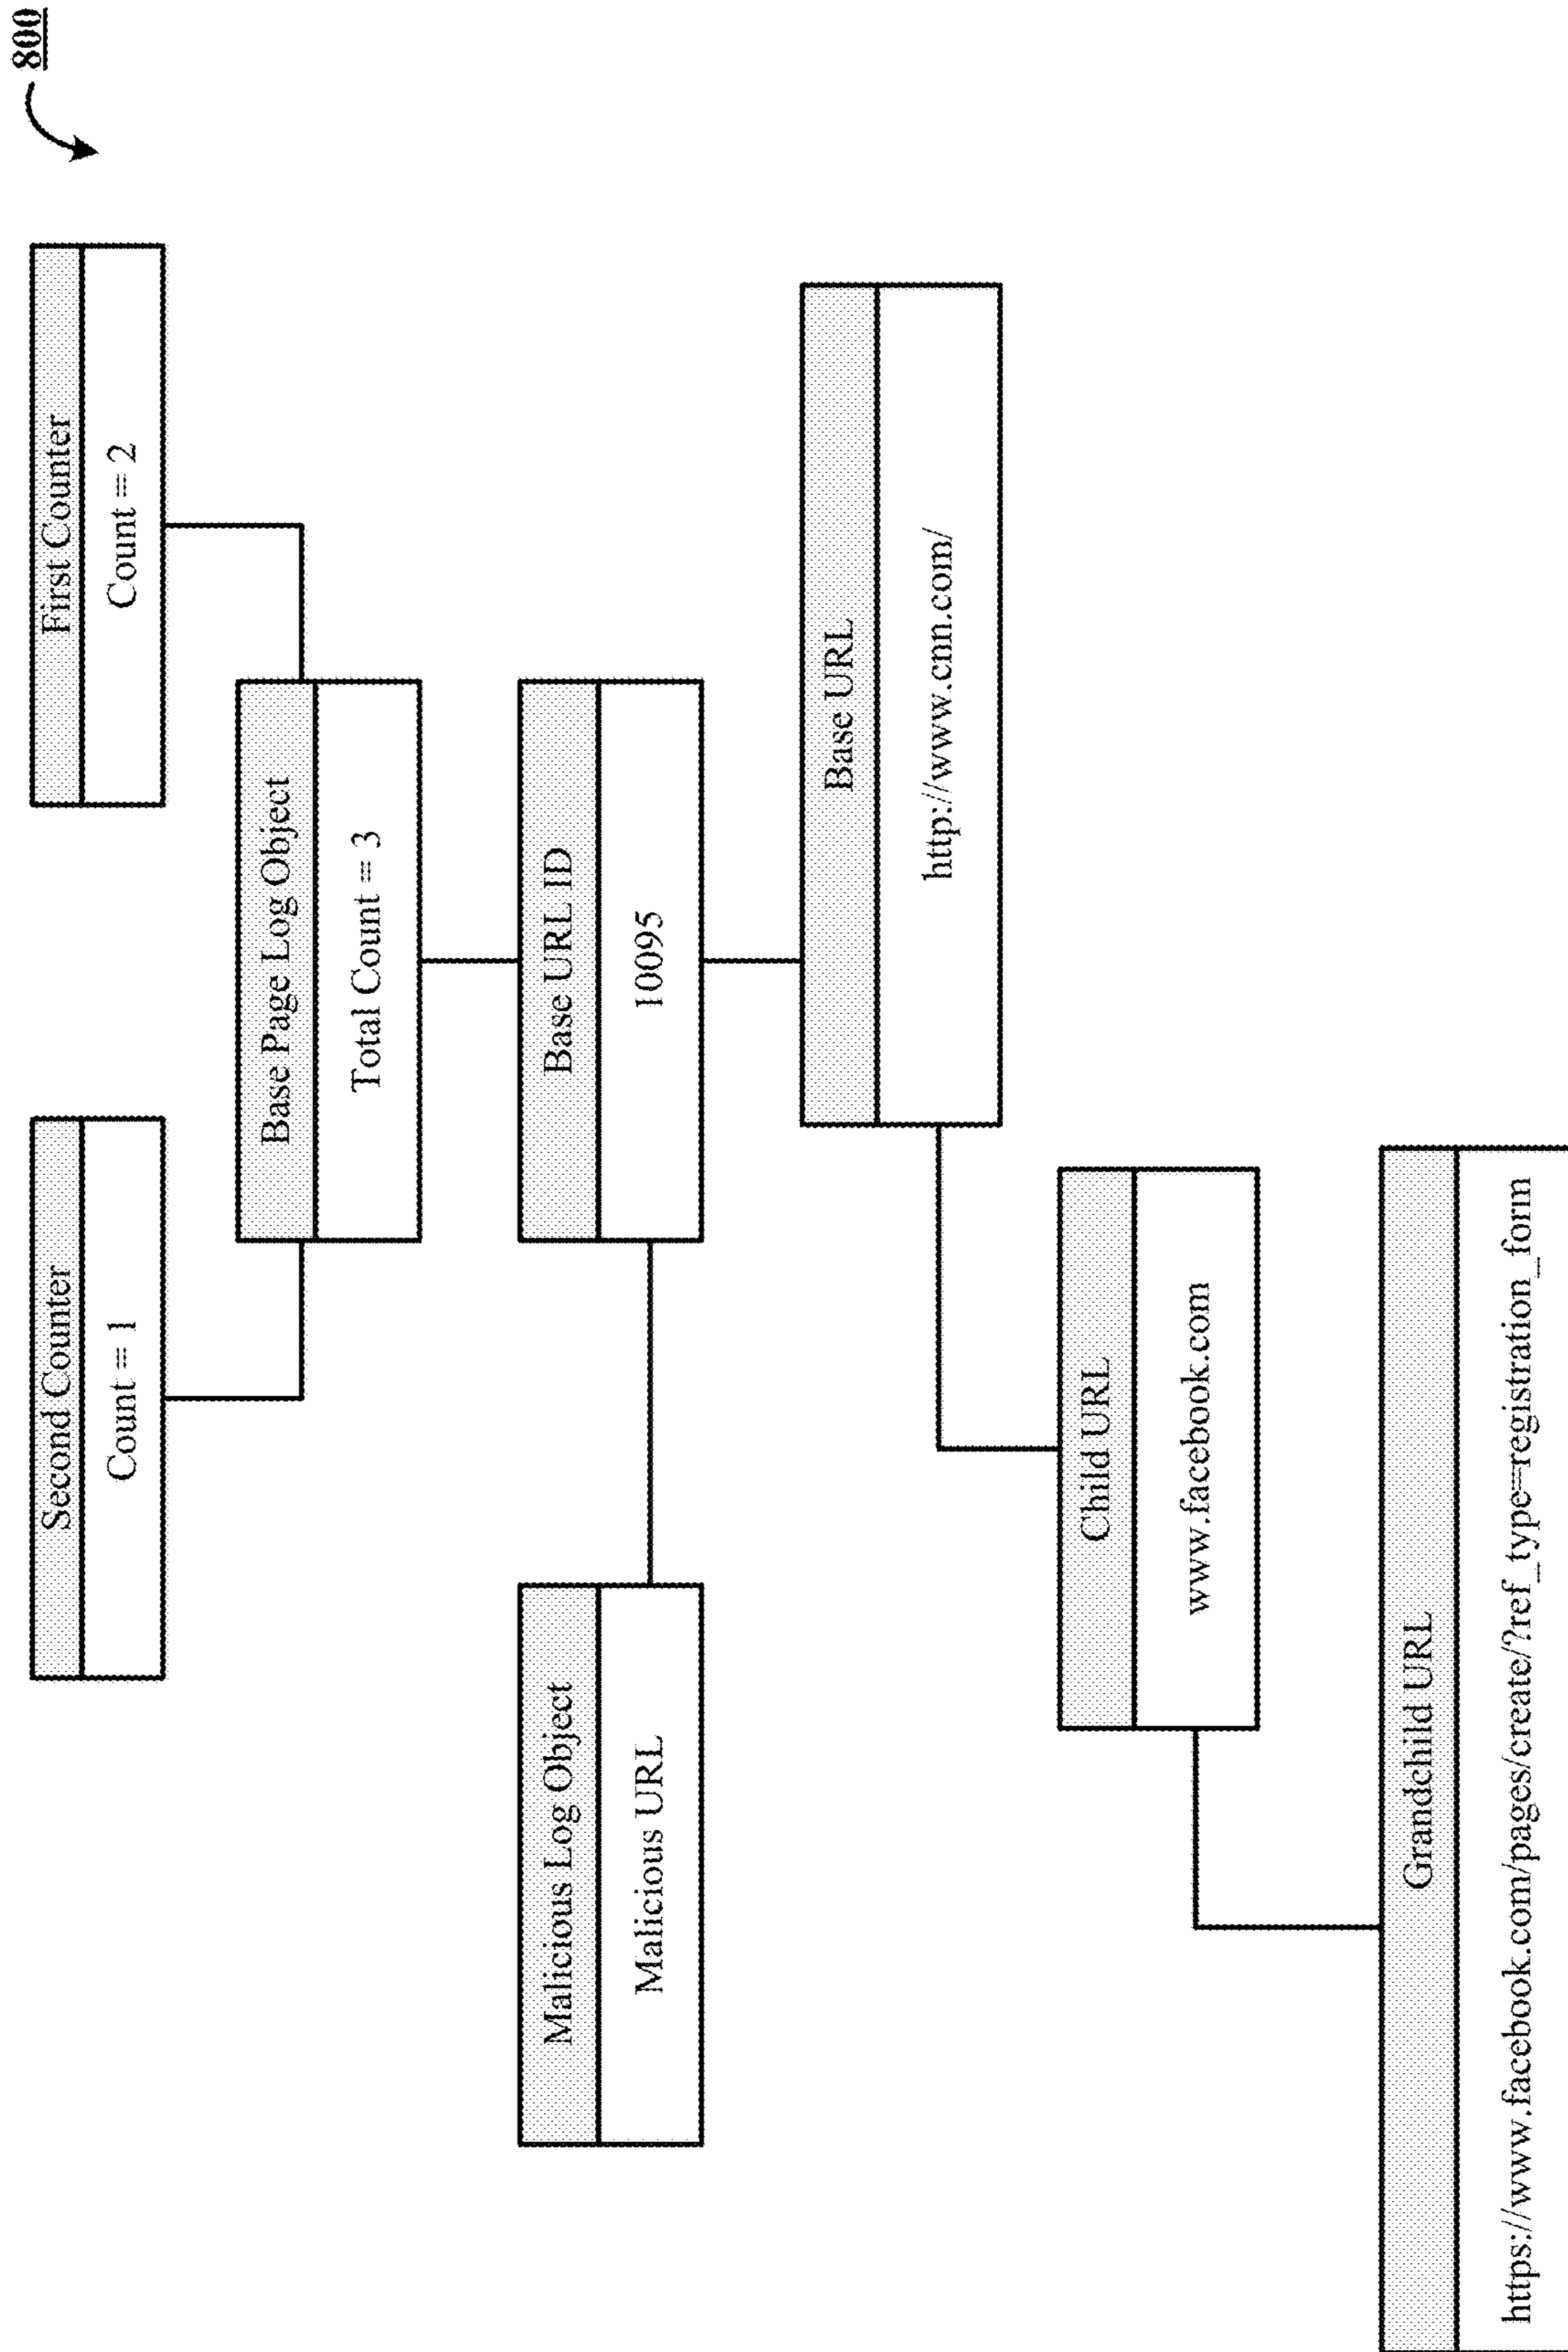 800
Second Counter
Count = 1
First Counter
Count = 2
Base Page Log Object
Total Count = 3
Malicious Log Object
Malicious URL
Base URL ID
10095
Base URL
http://www.cnn.com/
Child URL
www.facebook.com
Grandchild URL
https://www.facebook.com/pages/create/?ref_type=registration_form